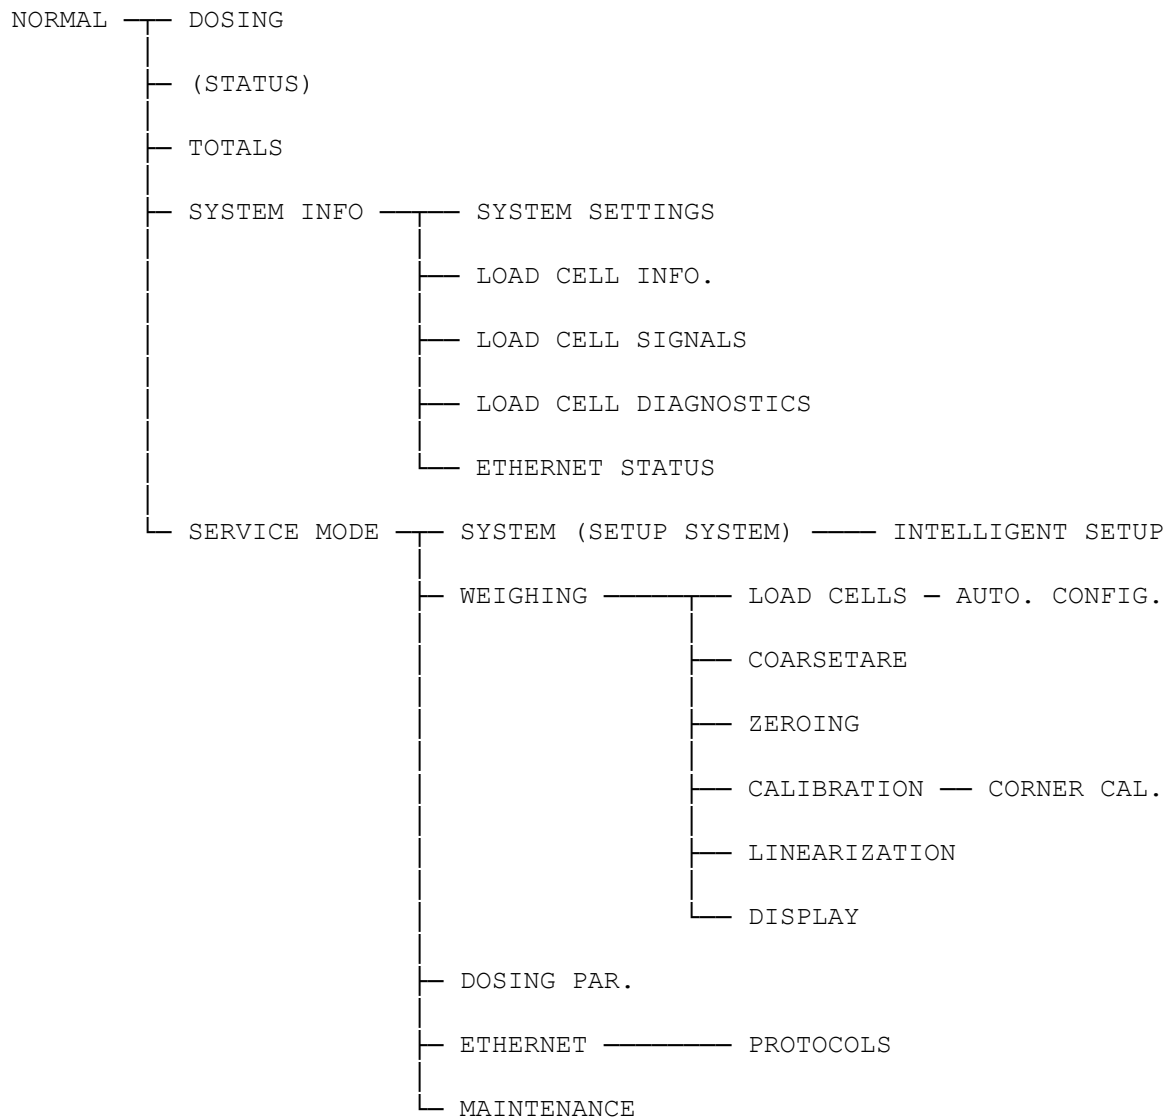 NORMAL DOSING
(STATUS)
TOTALS
SYSTEM INFO SYSTEM SETTINGS
LOAD CELL INFO.
LOAD CELL SIGNALS
LOAD CELL DIAGNOSTICS
ETHERNET STATUS
SERVICE MODE SYSTEM (SETUP SYSTEM) INTELLIGENT SETUP
WEIGHING LOAD CELLS AUTO. CONFIG.
COARSETARE
ZEROING
CALIBRATION CORNER CAL.
LINEARIZATION
DISPLAY
DOSING PAR.
ETHERNET PROTOCOLS
MAINTENANCE